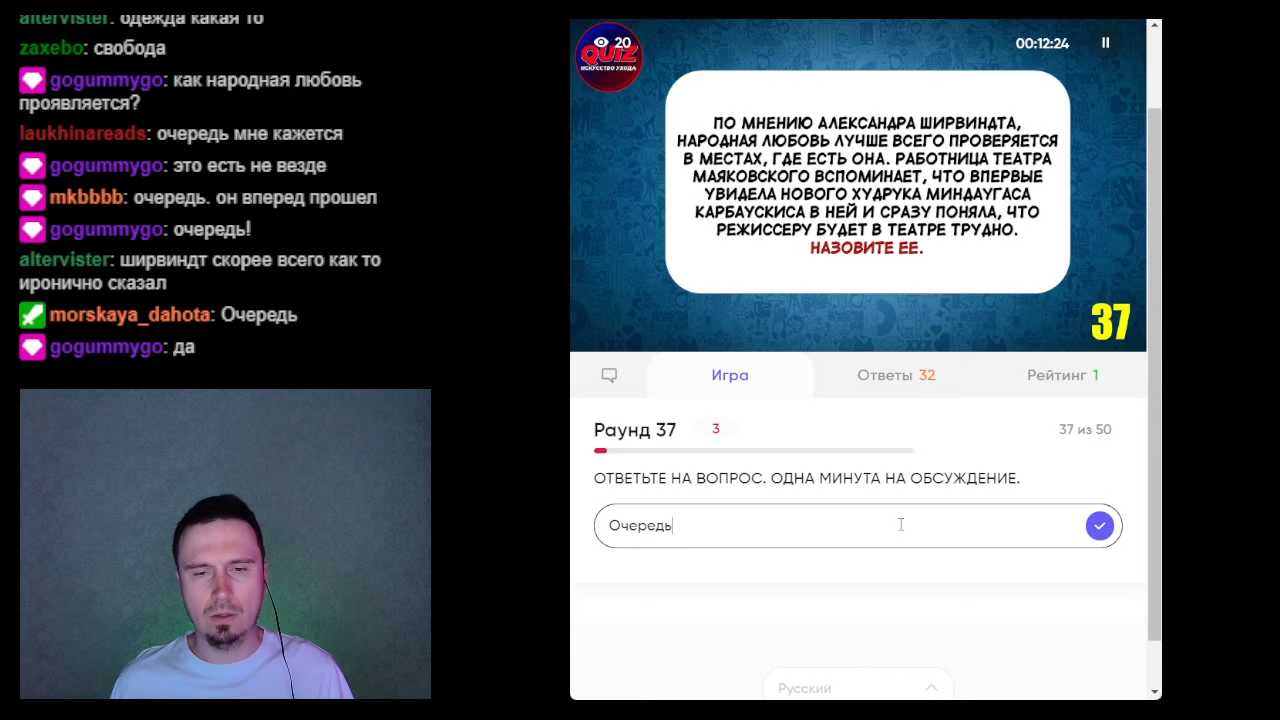 altervister: одежда какая то
zaxebo: свобода
gogummygo: как народная любовь
проявляется?
laukhinareads: очередь мне кажется
gogummygo: это есть не везде
mkbbbb: очередь. он вперед прошел
gogummygo: очередь!
altervister: ширвиндт скорее всего как то
иронично сказал
morskaya_dahota: Очередь
gogummygo: да
20
QUIZ
ИСКУССТВО УХОДА
00:12:24
ПО МНЕНИЮ АЛЕКСАНДРА ШИРВИНДТА,
НАРОДНАЯ ЛЮБОВЬ ЛУЧШЕ ВСЕГО ПРОВЕРЯЕТСЯ
В МЕСТАХ, ГДЕ ЕСТЬ ОНА. РАБОТНИЦА ТЕАТРА
МАЯКОВСКОГО ВСПОМИНАЕТ, ЧТО ВПЕРВЫЕ
УВИДЕЛА НОВОГО ХУДРУКА МИНДАУГАСА
КАРБАУСКИСА В НЕЙ И СРАЗУ ПОНЯЛА, ЧТО
РЕЖИССЕРУ БУДЕТ В ТЕАТРЕ ТРУДНО.
НАЗОВИТЕ ЕЕ.
37
Игра
Ответы 32
Рейтинг 1
Раунд 37 3
37 из 50
ОТВЕТЬТЕ НА ВОПРОС. ОДНА МИНУТА НА ОБСУЖДЕНИЕ.
Очередь
Русский